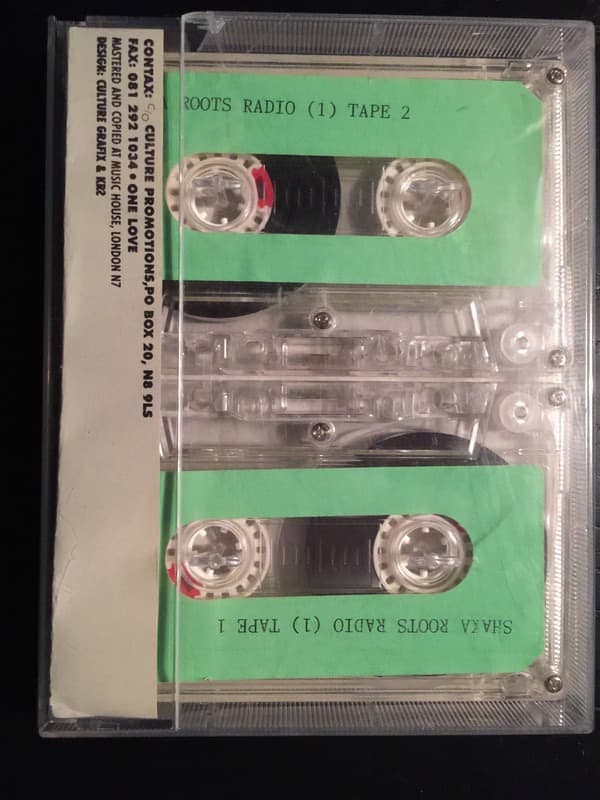 CONTAX: c/o CULTURE PROMOTIONS,PO BOX 20, N8 9LS
FAX: 081 292 1034 • ONE LOVE
MASTERED AND COPIED AT MUSIC HOUSE, LONDON N7
DESIGN: CULTURE GRAFIX & KR2
ROOTS RADIO (1) TAPE 2
SHAKA ROOTS RADIO (1) TAPE 1